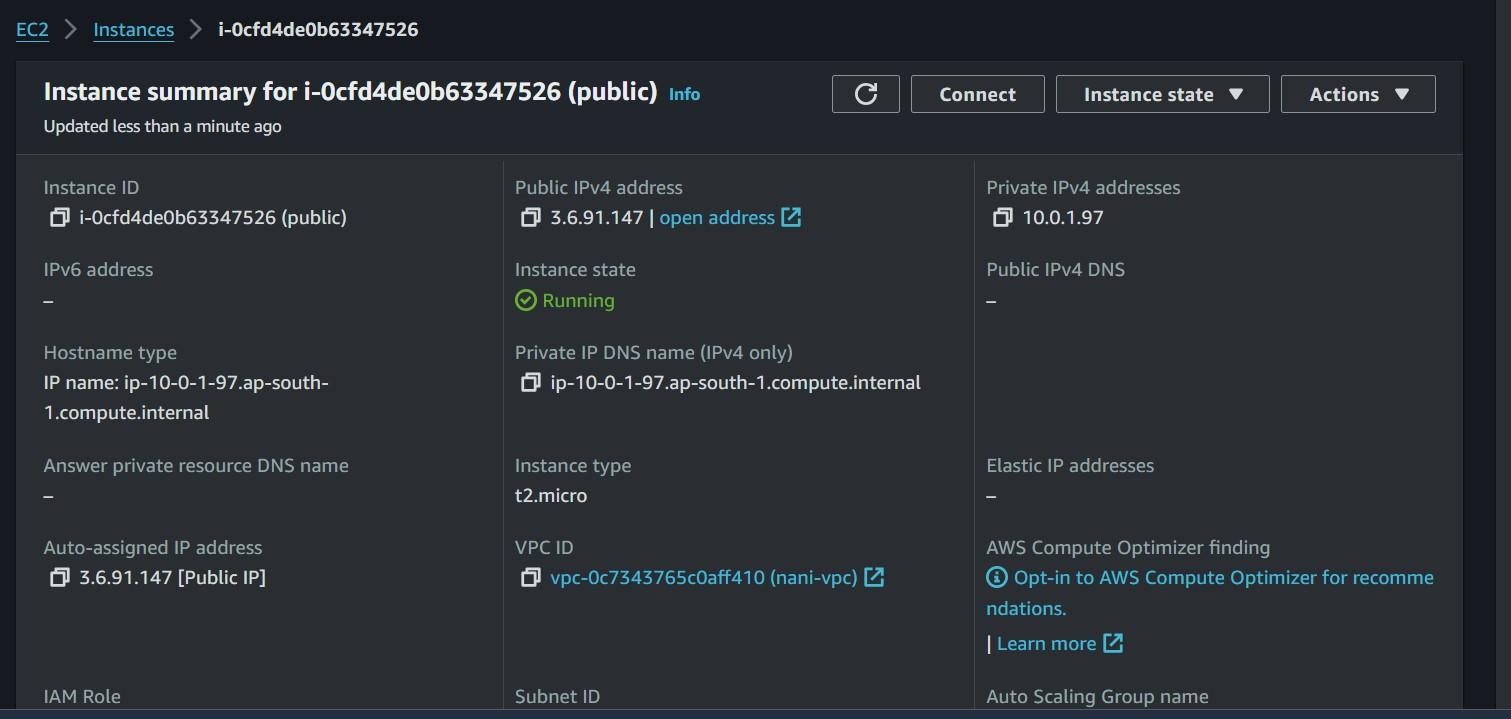 EC2 > Instances > i-0cfd4de0b63347526
Instance summary for i-0cfd4de0b63347526 (public) Info
Connect
Instance state
Actions
Updated less than a minute ago
Instance ID
i-0cfd4de0b63347526 (public)
Public IPv4 address
3.6.91.147 | open address
Private IPv4 addresses
10.0.1.97
IPv6 address
–
Instance state
Running
Public IPv4 DNS
–
Hostname type
IP name: ip-10-0-1-97.ap-south-
1.compute.internal
Private IP DNS name (IPv4 only)
ip-10-0-1-97.ap-south-1.compute.internal
Answer private resource DNS name
–
Instance type
t2.micro
Elastic IP addresses
–
Auto-assigned IP address
3.6.91.147 [Public IP]
VPC ID
vpc-0c7343765c0aff410 (nani-vpc)
AWS Compute Optimizer finding
Opt-in to AWS Compute Optimizer for recomme
ndations.
| Learn more
IAM Role
Subnet ID
Auto Scaling Group name